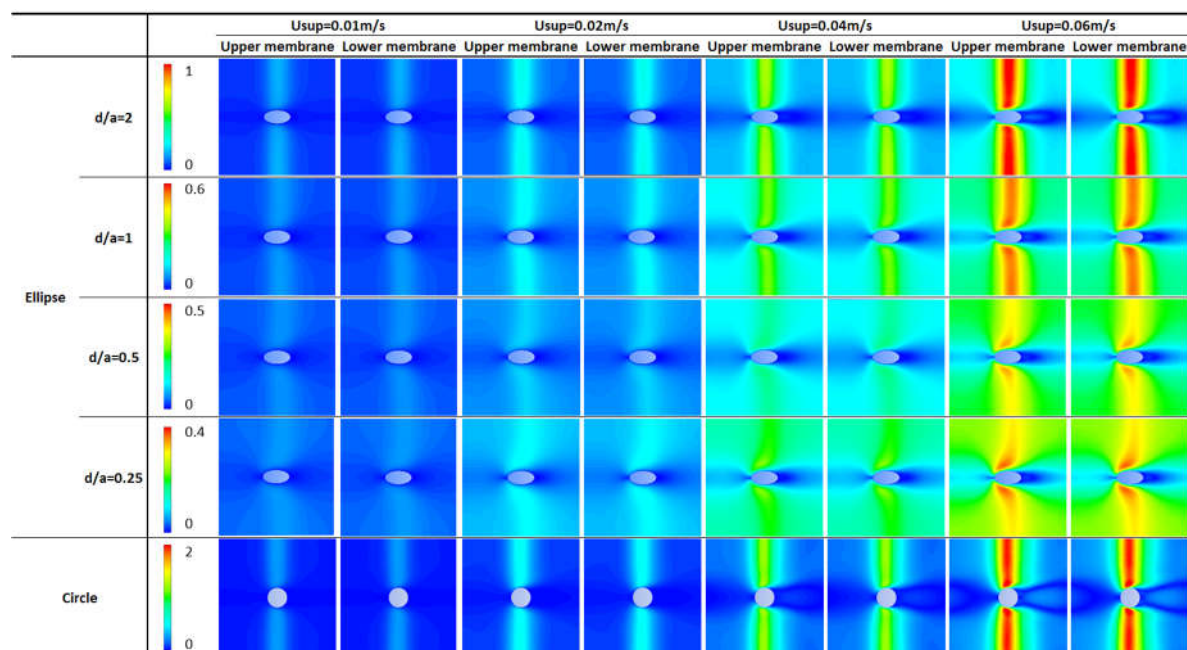 Usup=0.01m/s Usup=0.02m/s Usup=0.04m/s Usup=0.06m/s
Upper membrane Lower membrane Upper membrane Lower membrane Upper membrane Lower membrane Upper membrane Lower membrane
Ellipse
d/a=2
1
0
d/a=1
0.6
0
d/a=0.5
0.5
0
d/a=0.25
0.4
0
Circle
2
0